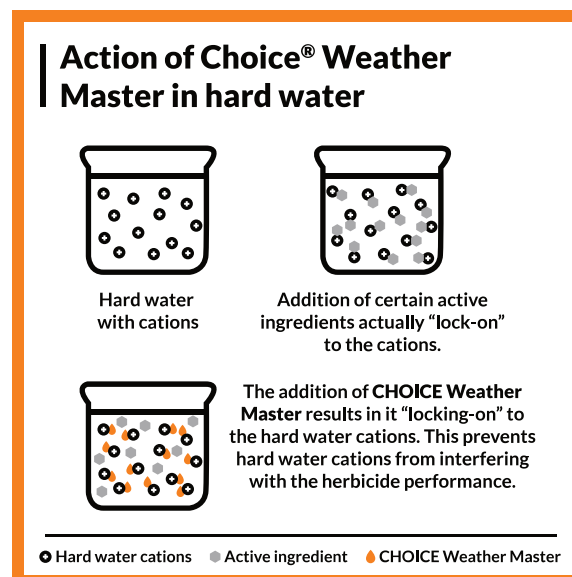 Action of Choice® Weather
Master in hard water
Hard water
with cations
Addition of certain active
ingredients actually “lock-on”
to the cations.
The addition of CHOICE Weather
Master results in it “locking-on” to
the hard water cations. This prevents
hard water cations from interfering
with the herbicide performance.
Hard water cations Active ingredient CHOICE Weather Master